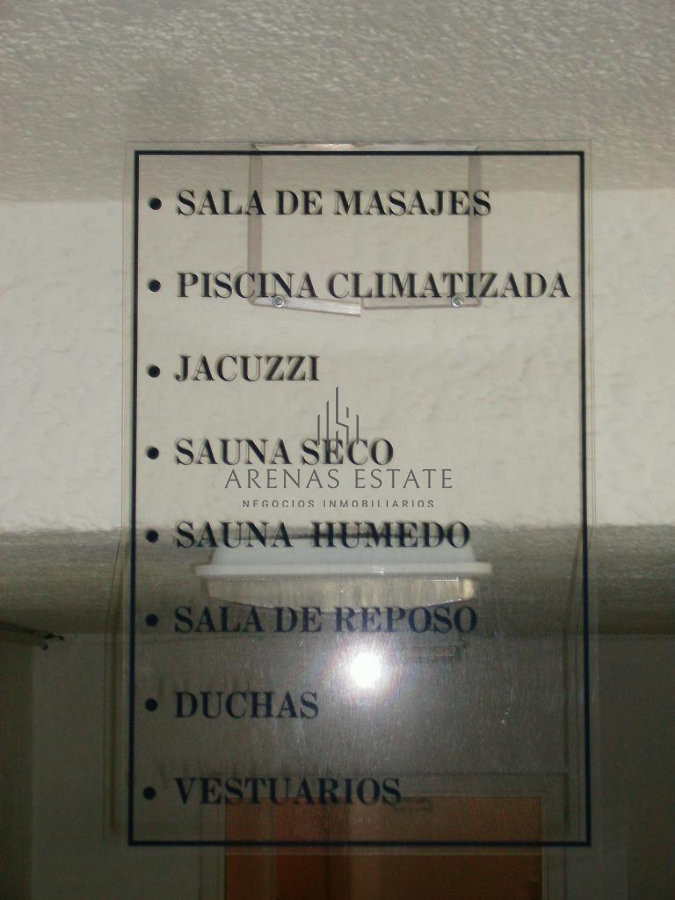 • SALA DE MASAJES
• PISCINA CLIMATIZADA
• JACUZZI
• SAUNA SECO
ARENAS ESTATE
NEGOCIOS INMOBILIARIOS
• SAUNA HUMEDO
• SALA DE REPOSO
• DUCHAS
• VESTUARIOS